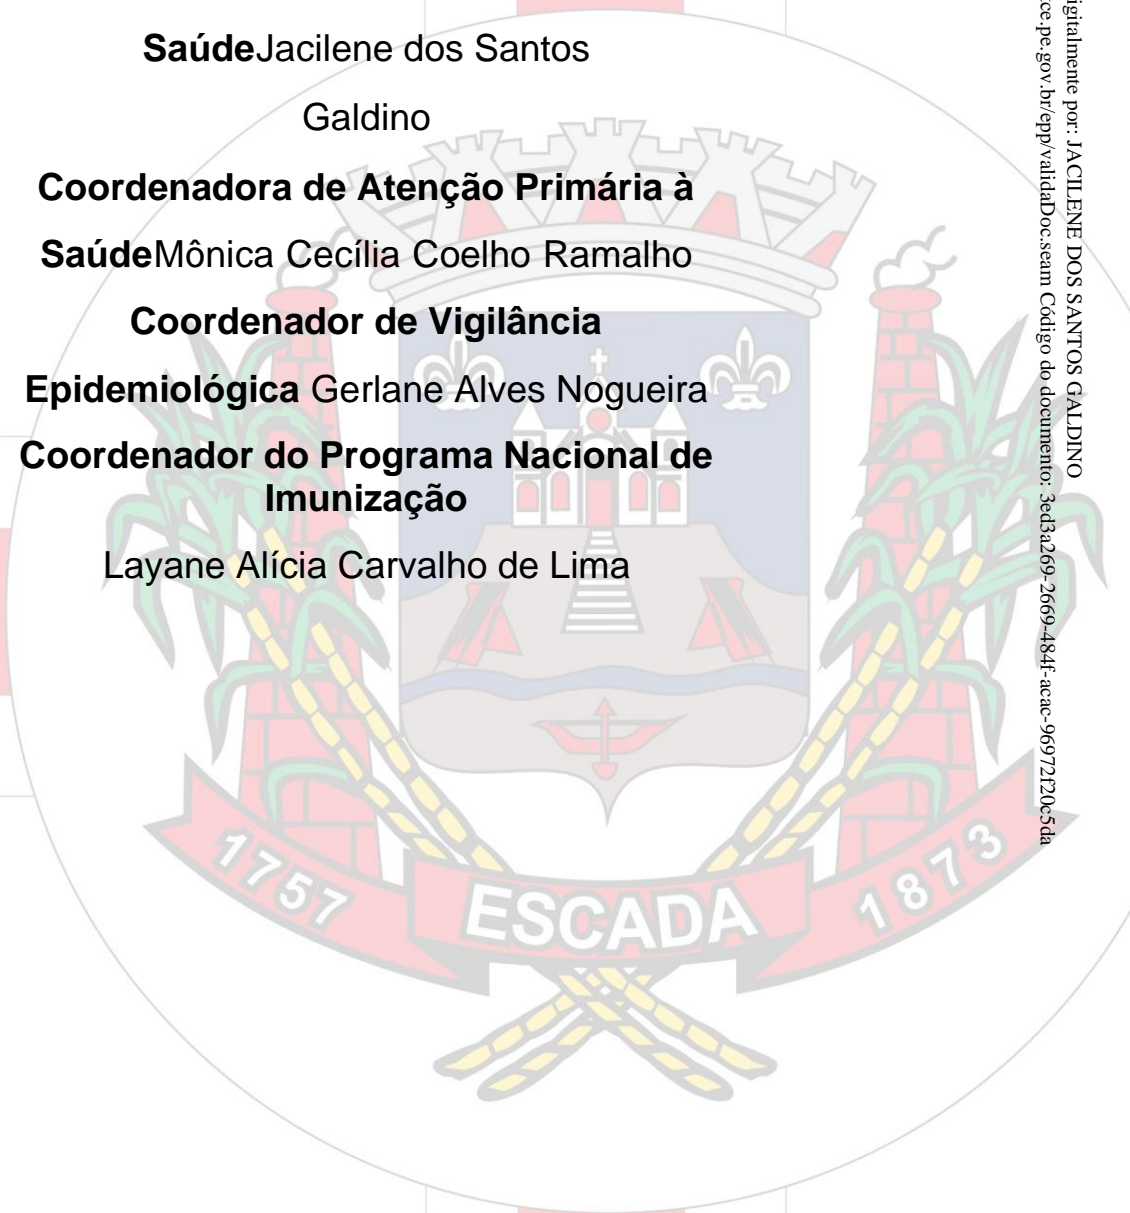 SaúdeJacilene dos Santos
Galdino
Coordenadora de Atenção Primária à
SaúdeMônica Cecília Coelho Ramalho
Coordenador de Vigilância
Epidemiológica Gerlane Alves Nogueira
Coordenador do Programa Nacional de
Imunização
Layane Alícia Carvalho de Lima
1757
ESCADA
1873
igitalmente por: JACILENE DOS SANTOS GALDINO
ce.pe.gov.br/epp/validaDoc.seam Código do documento: 3ed3a269-2669-484f-acac-96972f20c5da